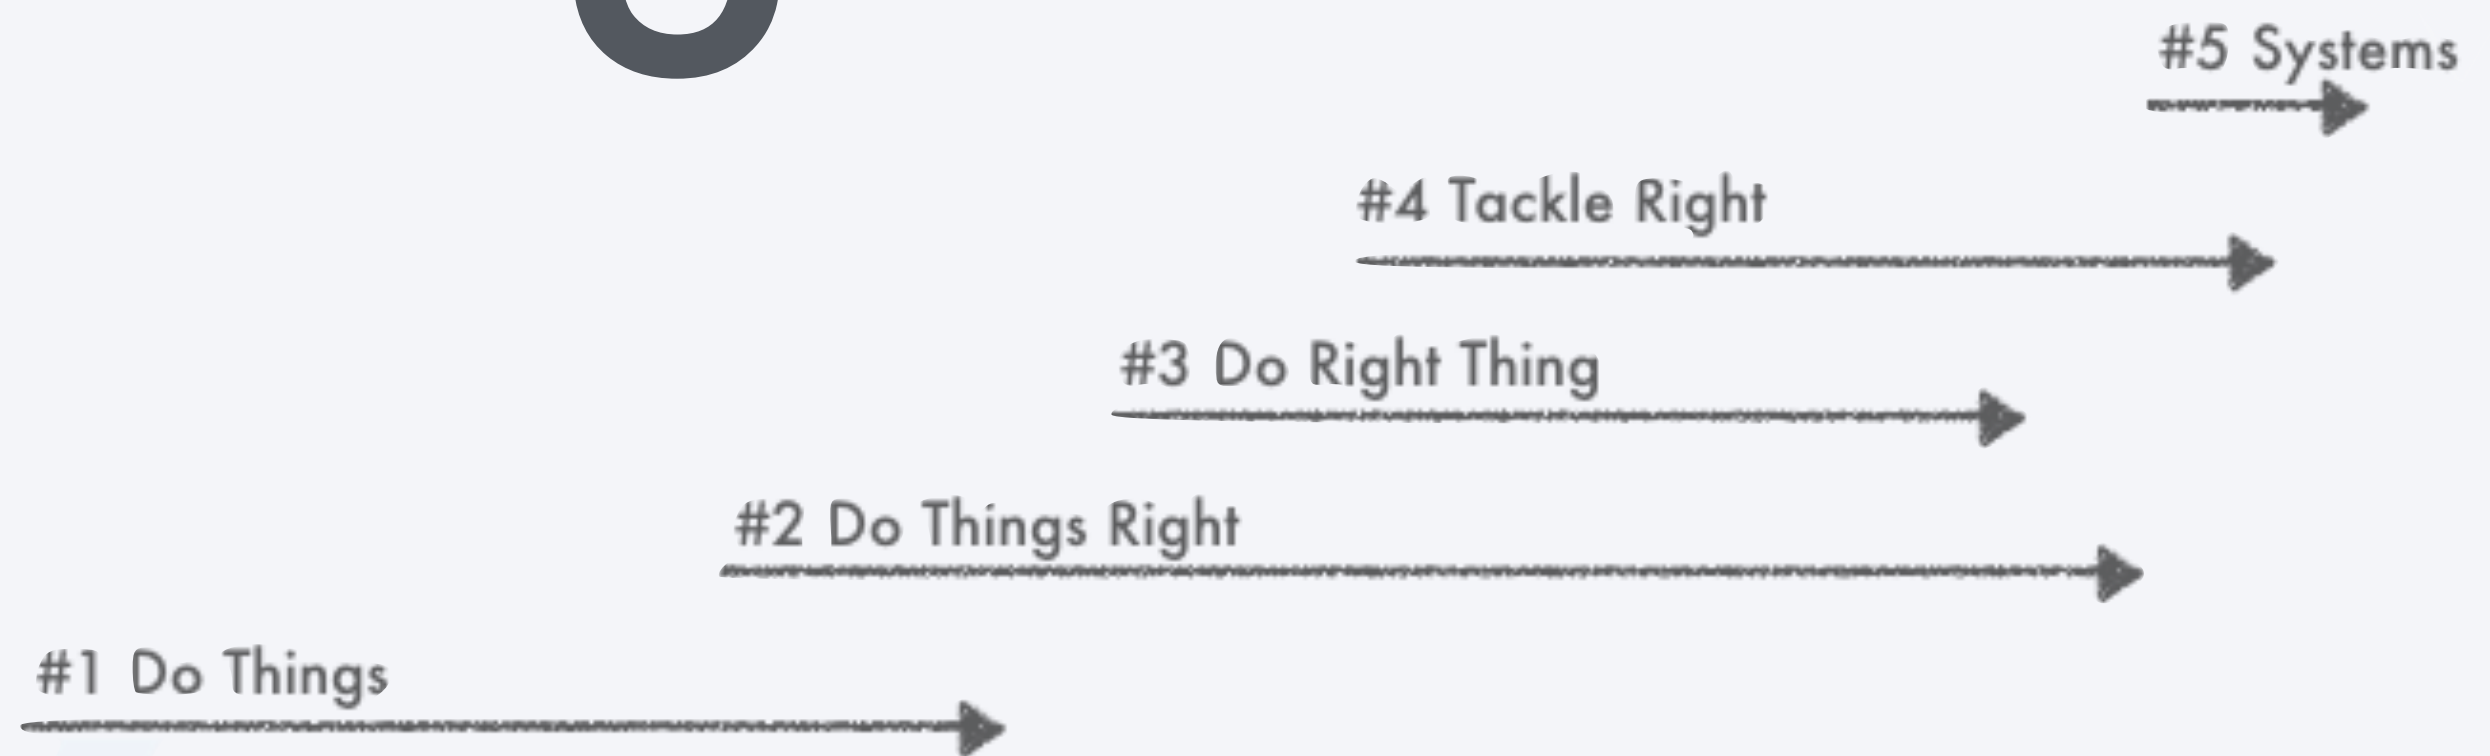 #5 Systems
#4 Tackle Right
#3 Do Right Thing
#2 Do Things Right
#1 Do Things